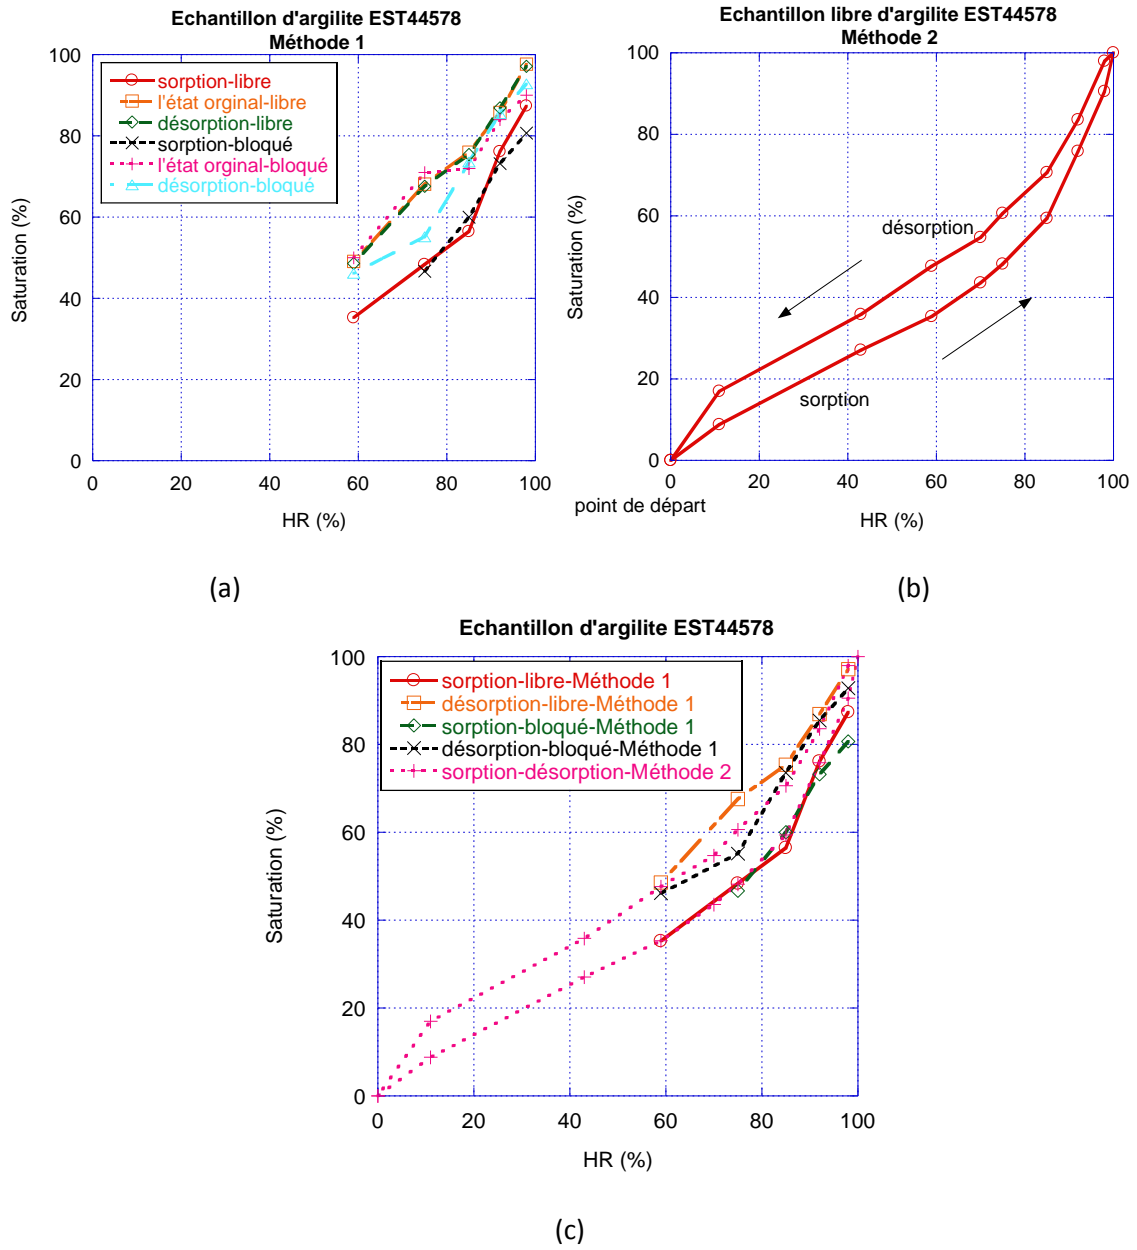 Echantillon d'argilite EST44578
Méthode 1
100
80
60
40
20
0
0 20 40 60 80 100
Saturation (%)
HR (%)
sorption-libre
l'état orginal-libre
désorption-libre
sorption-bloqué
l'état orginal-bloqué
désorption-bloqué
(a)
Echantillon libre d'argilite EST44578
Méthode 2
100
80
60
40
20
0
0 20 40 60 80 100
Saturation (%)
désorption
sorption
point de départ
HR (%)
(b)
Echantillon d'argilite EST44578
100
80
60
40
20
0
0 20 40 60 80 100
Saturation (%)
HR (%)
sorption-libre-Méthode 1
désorption-libre-Méthode 1
sorption-bloqué-Méthode 1
désorption-bloqué-Méthode 1
sorption-désorption-Méthode 2
(c)